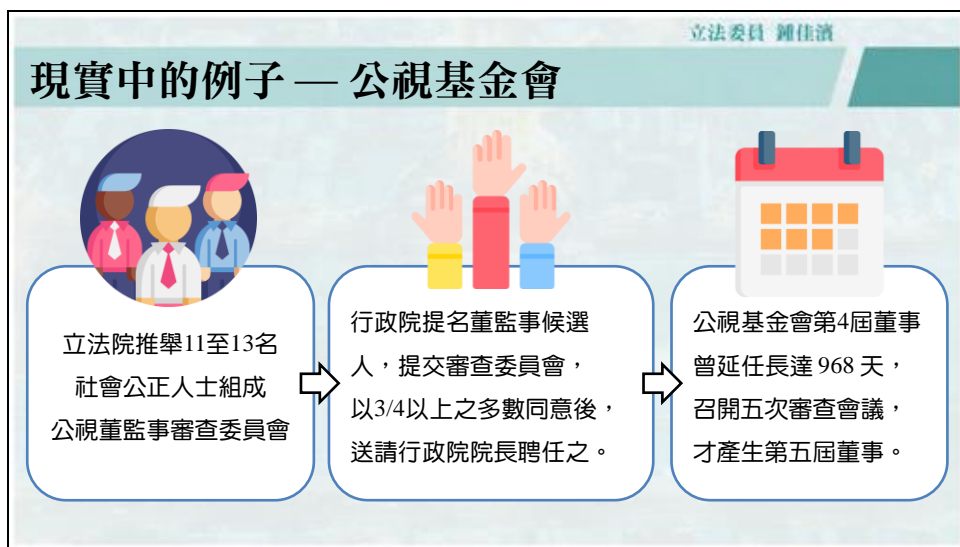 立法委員 鍾佳濱
現實中的例子 — 公視基金會
立法院推舉11至13名
社會公正人士組成
公視董監事審查委員會
行政院提名董監事候選
人，提交審查委員會，
以3/4以上之多數同意後，
送請行政院院長聘任之。
公視基金會第4屆董事
曾延任長達 968 天，
召開五次審查會議，
才產生第五屆董事。